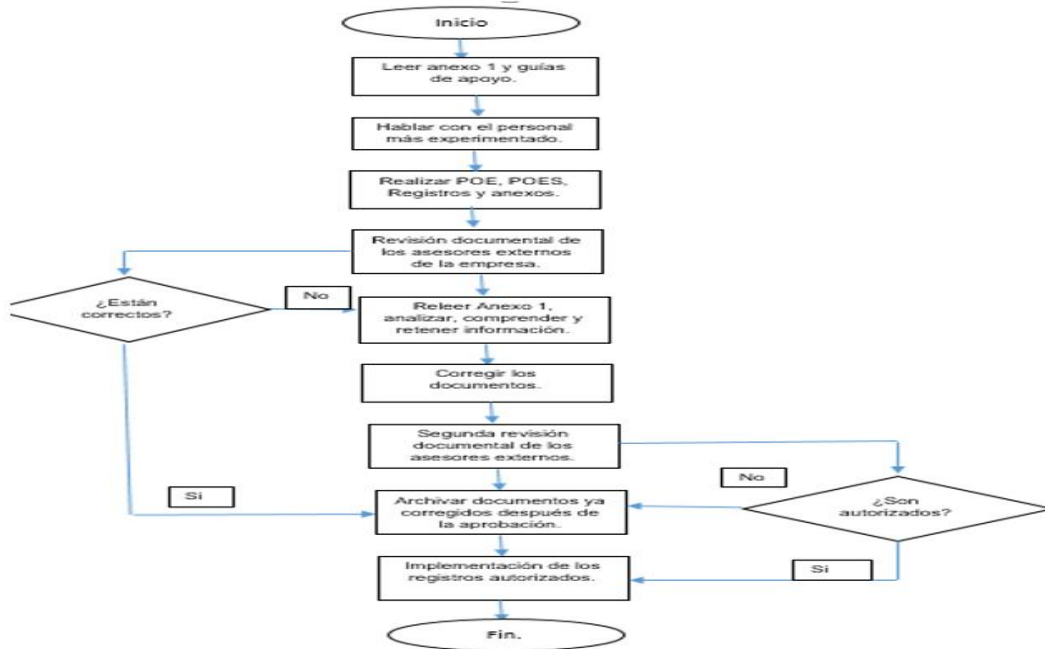 Inicio
Leer anexo 1 y guías
de apoyo.
Hablar con el personal
más experimentado.
Realizar POE, POES,
Registros y anexos.
Revisión documental de
los asesores externos
de la empresa.
¿Están
correctos?
No
Releer Anexo 1,
analizar, comprender y
retener información.
Corregir los
documentos.
Segunda revisión
documental de los
asesores externos.
No
Si
Archivar documentos ya
corregidos después de
la aprobación.
¿Son
autorizados?
Implementación de los
registros autorizados.
Si
Fin.